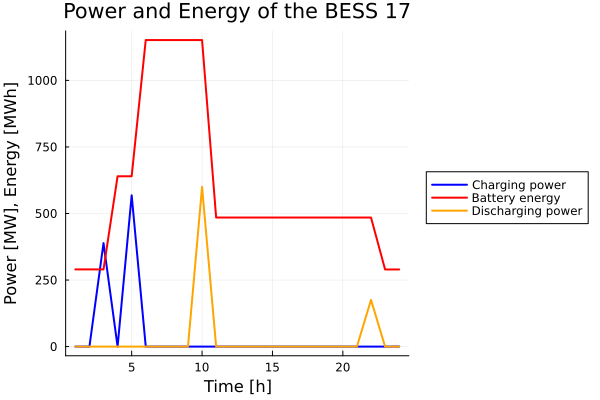 Power and Energy of the BESS 17
Power [MW], Energy [MWh]
1000
750
500
250
0
5
10
15
20
Time [h]
Charging power
Battery energy
Discharging power